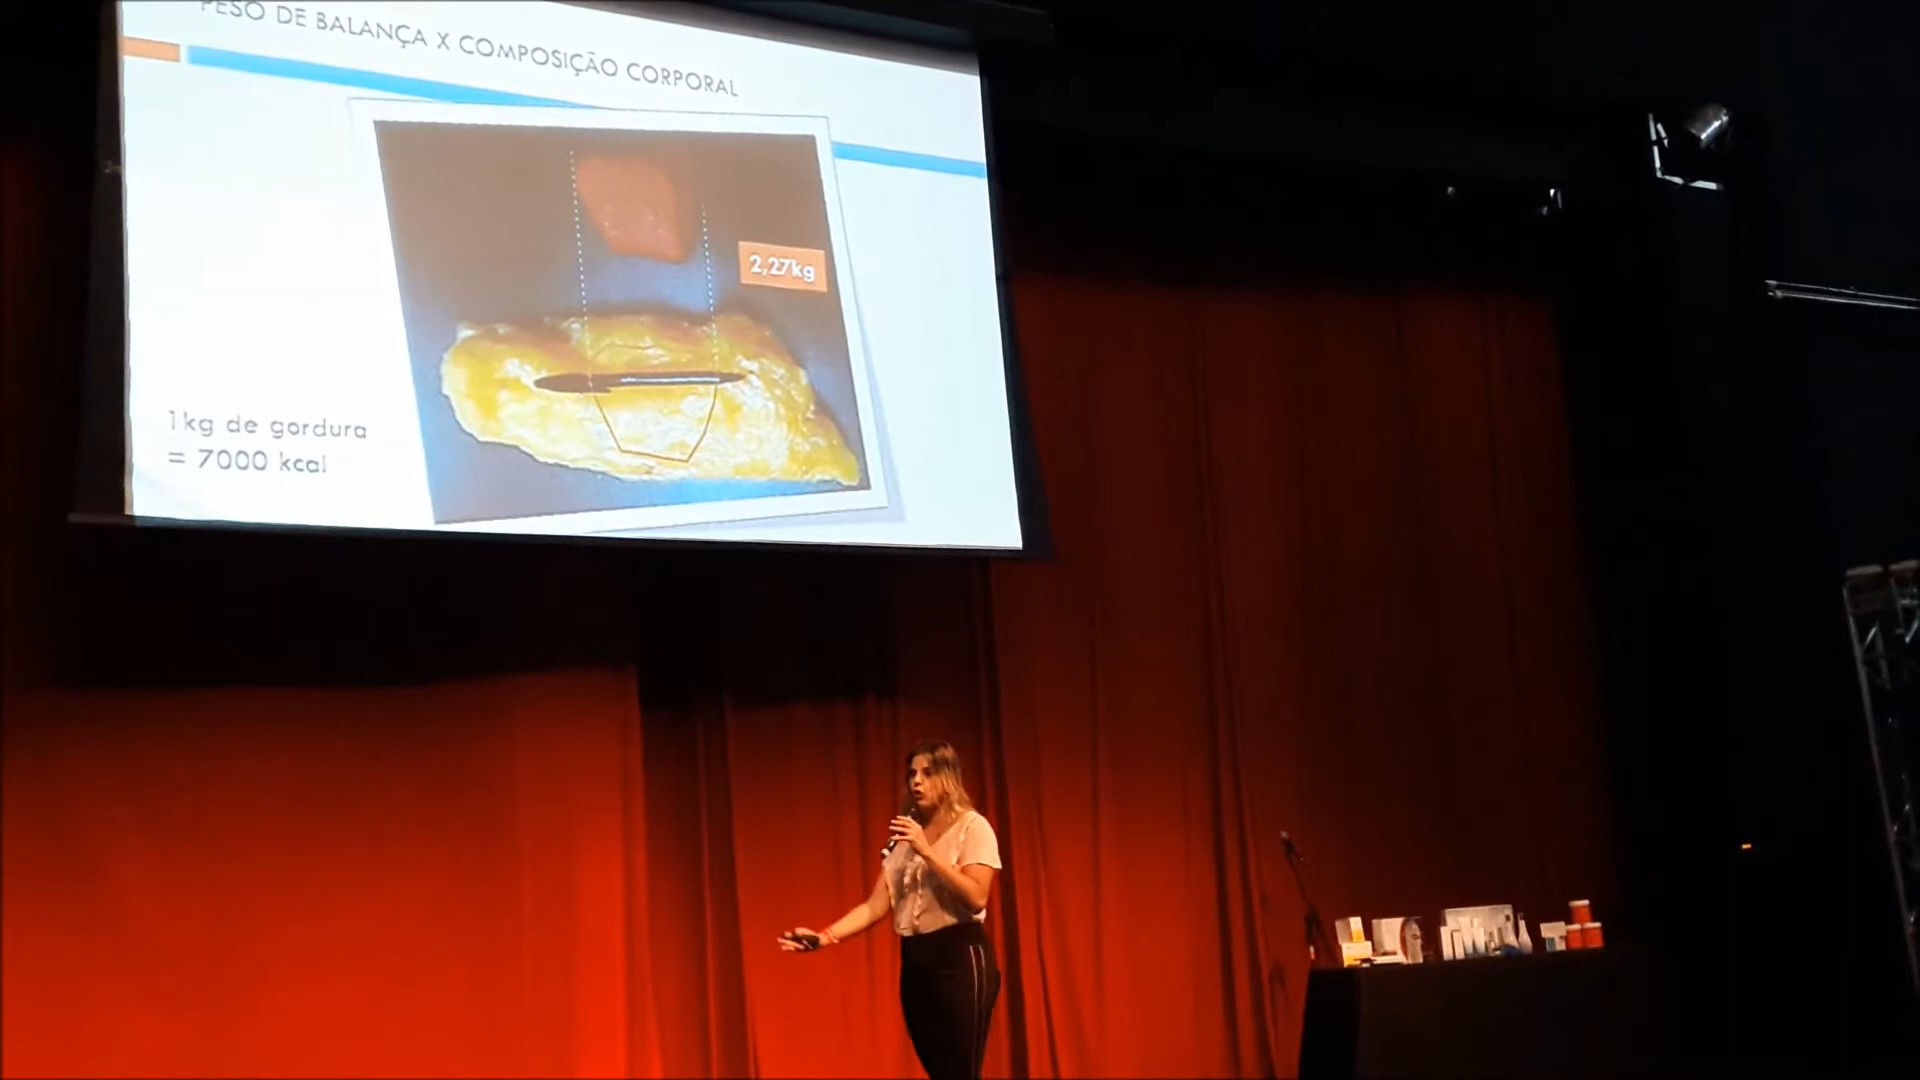 PESO DE BALANÇA X COMPOSIÇÃO CORPORAL
2,27kg
1kg de gordura
= 7000 kcal